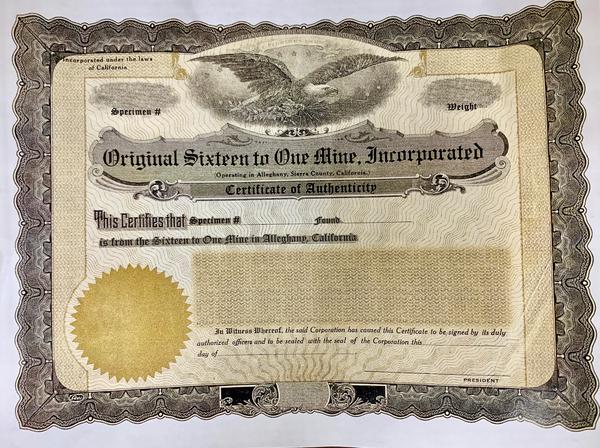 Incorporated under the laws
of California
Specimen #
Weight
Original Sixteen to One Mine, Incorporated
(Operating in Alleghany, Sierra County, California.)
Certificate of Authenticity
This Certifies that Specimen # Found
is from the Sixteen to One Mine in Alleghany, California
In Witness Whereof, the said Corporation has caused this Certificate to be signed by its duly
authorized officers and to be sealed with the seal of the Corporation this
day of
PRESIDENT